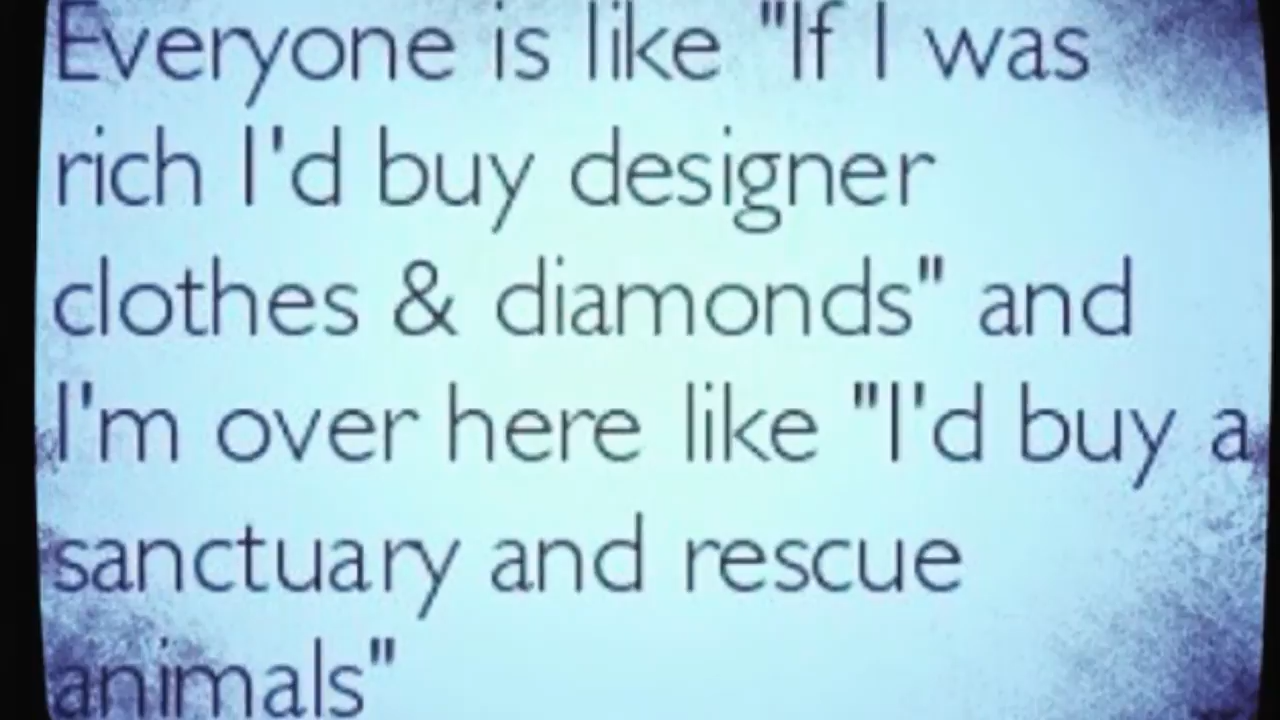 Everyone is like "If I was
rich I'd buy designer
clothes & diamonds" and
I'm over here like "I'd buy a
sanctuary and rescue
animals"